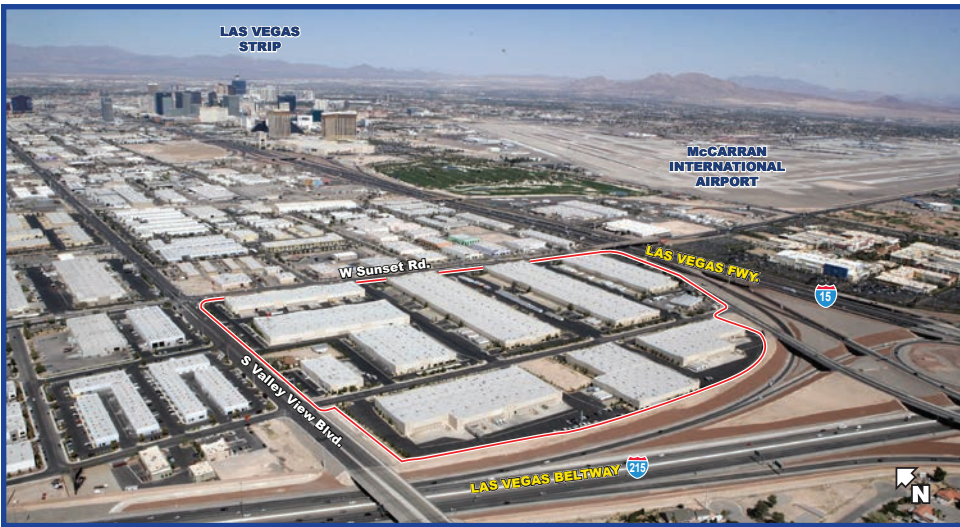 LAS VEGAS
STRIP
McCARRAN
INTERNATIONAL
AIRPORT
W Sunset Rd.
LAS VEGAS FWY.
15
S Valley View Blvd.
LAS VEGAS BELTWAY
215
N